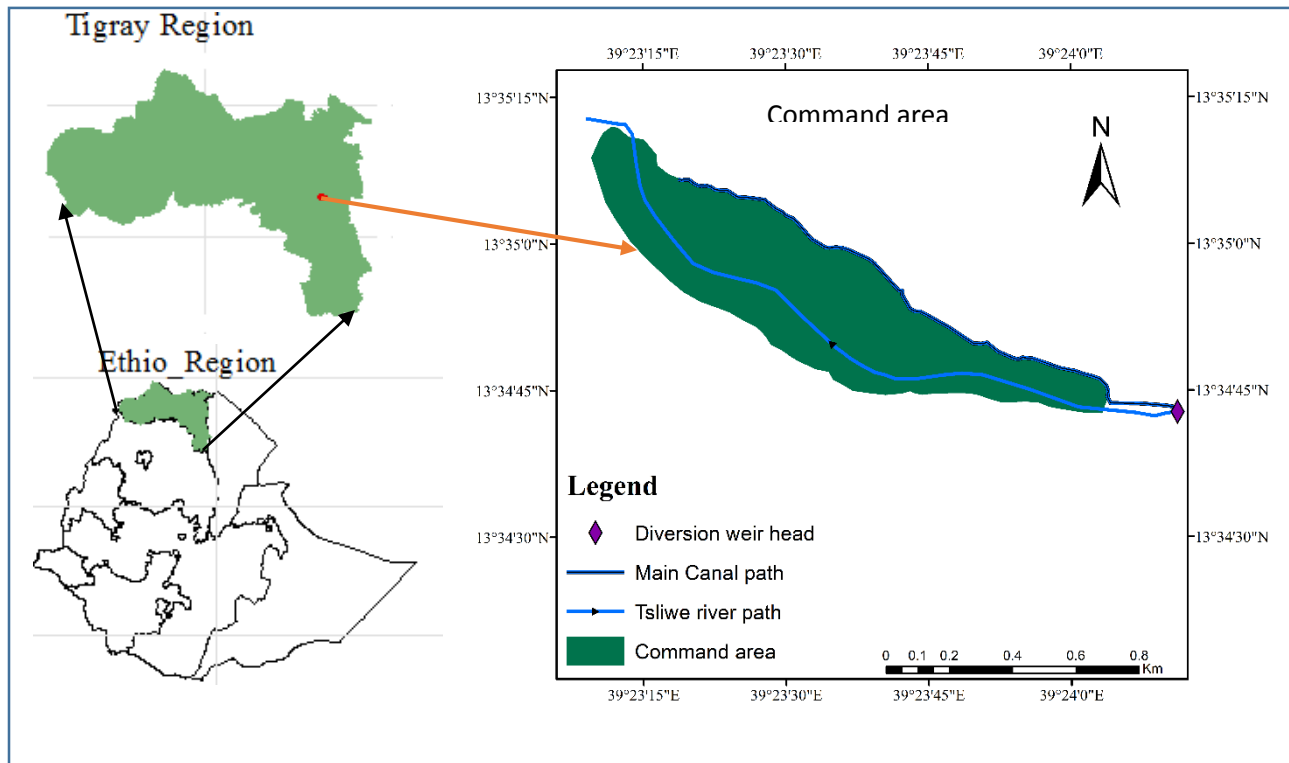 Tigray Region
Ethio_Region
39°23'15"E 39°23'30"E 39°23'45"E 39°24'0"E
13°35'15"N 13°35'15"N
Command area
N
13°35'0"N 13°35'0"N
13°34'45"N 13°34'45"N
13°34'30"N 13°34'30"N
Legend
Diversion weir head
Main Canal path
Tsliwe river path
Command area
0 0.1 0.2 0.4 0.6 0.8
Km
39°23'15"E 39°23'30"E 39°23'45"E 39°24'0"E